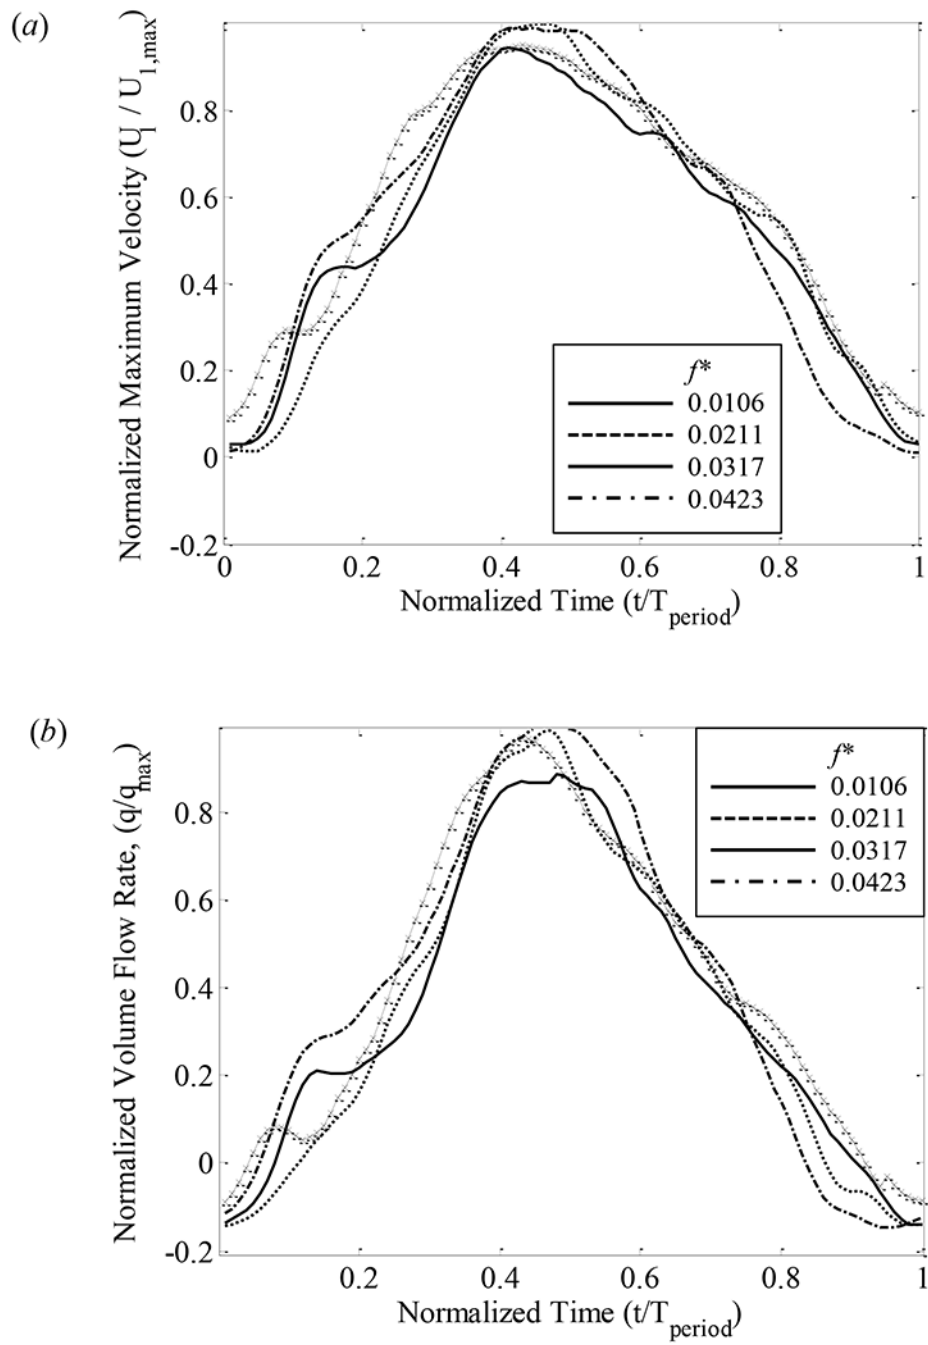 (a)
Normalized Maximum Velocity (U1 / U1,max)
0.8
0.6
0.4
0.2
0
-0.2
f*
0.0106
0.0211
0.0317
0.0423
0 0.2 0.4 0.6 0.8 1
Normalized Time (t/Tperiod)
(b)
Normalized Volume Flow Rate, (q/qmax)
0.8
0.6
0.4
0.2
0
-0.2
f*
0.0106
0.0211
0.0317
0.0423
0.2 0.4 0.6 0.8 1
Normalized Time (t/Tperiod)